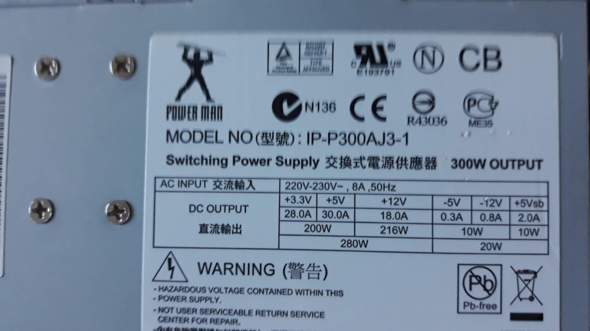 POWER MAN
E193791
N
CB
N136
CE
R43036
ME35
MODEL NO(型號): IP-P300AJ3-1
Switching Power Supply 交換式電源供應器 300W OUTPUT
AC INPUT 交流輸入 220V-230V~, 8A ,50Hz
DC OUTPUT 直流輸出
+3.3V +5V +12V -5V -12V +5Vsb
28.0A 30.0A 18.0A 0.3A 0.8A 2.0A
200W 216W 10W 10W
280W 20W
WARNING (警告)
- HAZARDOUS VOLTAGE CONTAINED WITHIN THIS
- POWER SUPPLY.
- NOT USER SERVICEABLE RETURN SERVICE
CENTER FOR REPAIR.
Pb
Pb-free